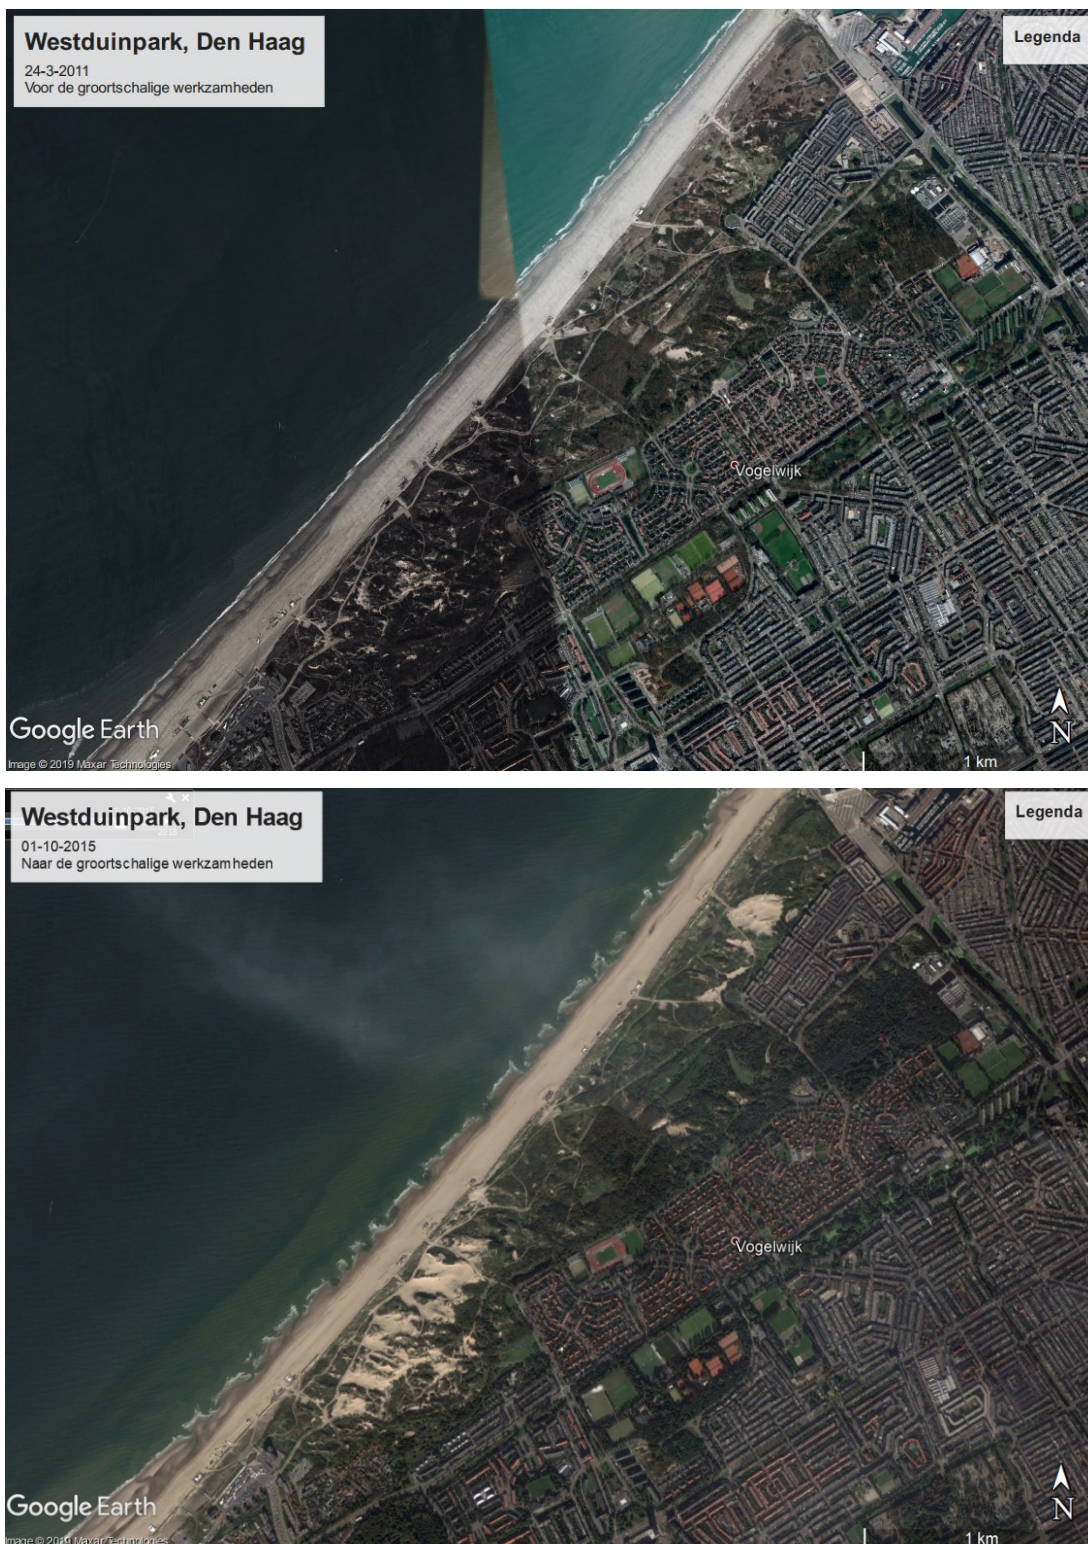 Westduinpark, Den Haag
24-3-2011
Voor de groortschalige werkzamheden
Legenda
Vogelwijk
Google Earth
N
Image © 2019 Maxar Technologies
1 km
Westduinpark, Den Haag
01-10-2015
Naar de groortschalige werkzamheden
Legenda
Vogelwijk
Google Earth
N
Image © 2019 Maxar Technologies
1 km